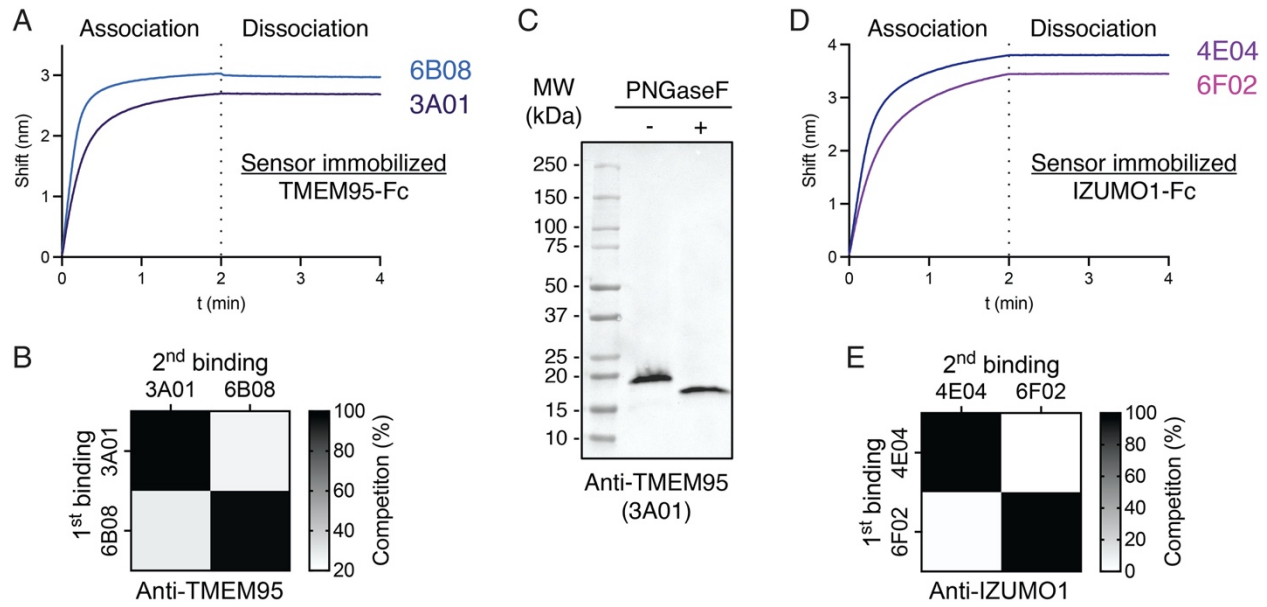 A
Association Dissociation
6B08
3A01
Shift (nm)
3
2
1
0
Sensor immobilized
TMEM95-Fc
0 1 2 3 4
t (min)
B
2nd binding
3A01 6B08
1st binding
3A01
6B08
100
80
60
40
20
Competiton (%)
Anti-TMEM95
C
MW
(kDa)
PNGaseF
- +
250 -
150 -
100 -
75 -
50 -
37 -
25 -
20 -
15 -
10 -
Anti-TMEM95
(3A01)
D
Association Dissociation
4E04
6F02
Shift (nm)
4
3
2
1
0
Sensor immobilized
IZUMO1-Fc
0 1 2 3 4
t (min)
E
2nd binding
4E04 6F02
1st binding
4E04
6F02
100
80
60
40
20
0
Competiton (%)
Anti-IZUMO1